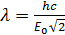 λ = hc / E₀√2